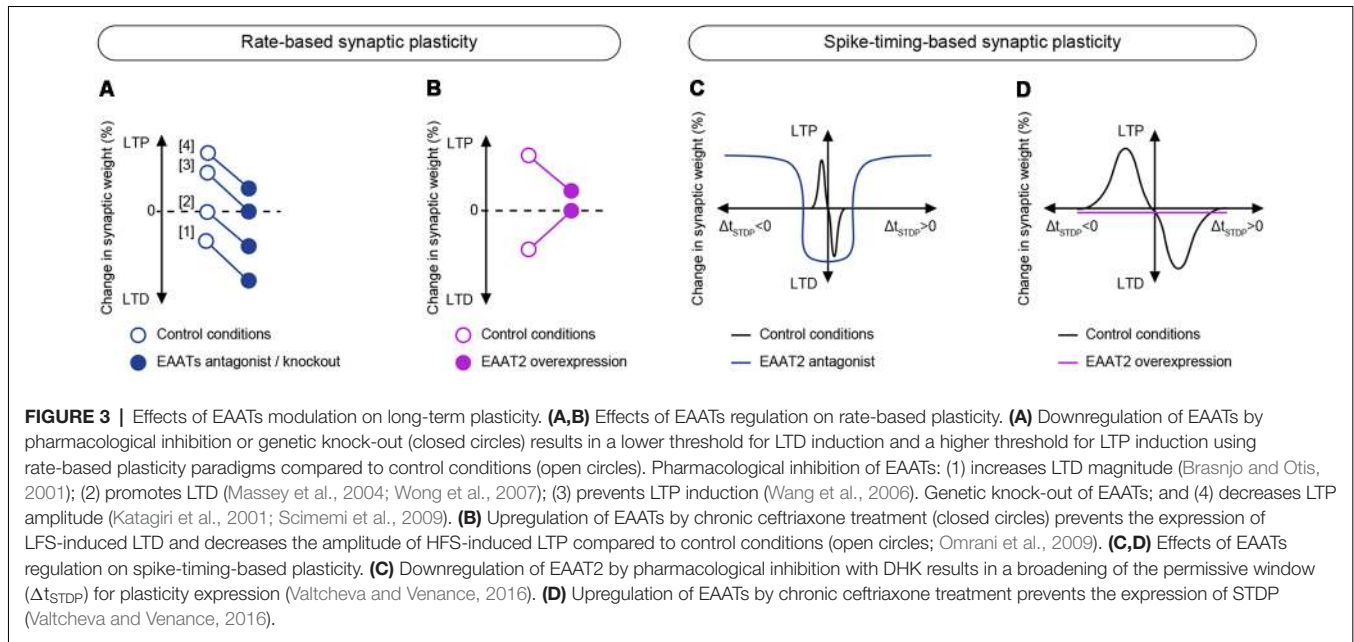 Rate-based synaptic plasticity
Spike-timing-based synaptic plasticity
A
Change in synaptic weight (%)
LTP
0
LTD
[4]
[3]
[2]
[1]
Control conditions
EAATs antagonist / knockout
B
Change in synaptic weight (%)
LTP
0
LTD
Control conditions
EAAT2 overexpression
C
Change in synaptic weight (%)
LTP
ΔtSTDP<0
ΔtSTDP>0
LTD
Control conditions
EAAT2 antagonist
D
Change in synaptic weight (%)
LTP
ΔtSTDP<0
ΔtSTDP>0
LTD
Control conditions
EAAT2 overexpression
FIGURE 3 | Effects of EAATs modulation on long-term plasticity. (A,B) Effects of EAATs regulation on rate-based plasticity. (A) Downregulation of EAATs by
pharmacological inhibition or genetic knock-out (closed circles) results in a lower threshold for LTD induction and a higher threshold for LTP induction using
rate-based plasticity paradigms compared to control conditions (open circles). Pharmacological inhibition of EAATs: (1) increases LTD magnitude (Brasnjo and Otis,
2001); (2) promotes LTD (Massey et al., 2004; Wong et al., 2007); (3) prevents LTP induction (Wang et al., 2006). Genetic knock-out of EAATs; and (4) decreases LTP
amplitude (Katagiri et al., 2001; Scimemi et al., 2009). (B) Upregulation of EAATs by chronic ceftriaxone treatment (closed circles) prevents the expression of
LFS-induced LTD and decreases the amplitude of HFS-induced LTP compared to control conditions (open circles; Omrani et al., 2009). (C,D) Effects of EAATs
regulation on spike-timing-based plasticity. (C) Downregulation of EAAT2 by pharmacological inhibition with DHK results in a broadening of the permissive window
(ΔtSTDP) for plasticity expression (Valtcheva and Venance, 2016). (D) Upregulation of EAATs by chronic ceftriaxone treatment prevents the expression of STDP
(Valtcheva and Venance, 2016).